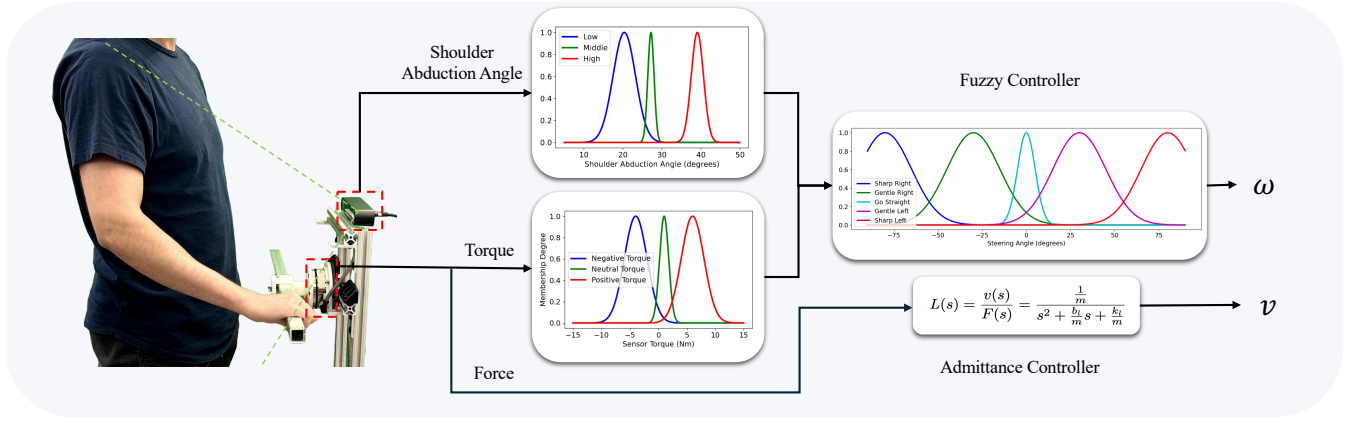 Shoulder
Abduction Angle
Low
Middle
High
1.0
0.8
0.6
0.4
0.2
0.0
10 20 30 40 50
Shoulder Abduction Angle (degrees)
Torque
Membership Degree
Negative Torque
Neutral Torque
Positive Torque
1.0
0.8
0.6
0.4
0.2
0.0
−15 −10 −5 0 5 10 15
Sensor Torque (Nm)
Force
Fuzzy Controller
1.0
0.8
0.6
0.4
0.2
0.0
Sharp Right
Gentle Right
Go Straight
Gentle Left
Sharp Left
−75 −50 −25 0 25 50 75
Steering Angle (degrees)
ω
L(s) = v(s)/F(s) = (1/m)/(s² + (b_l/m)s + k_l/m)
v
Admittance Controller